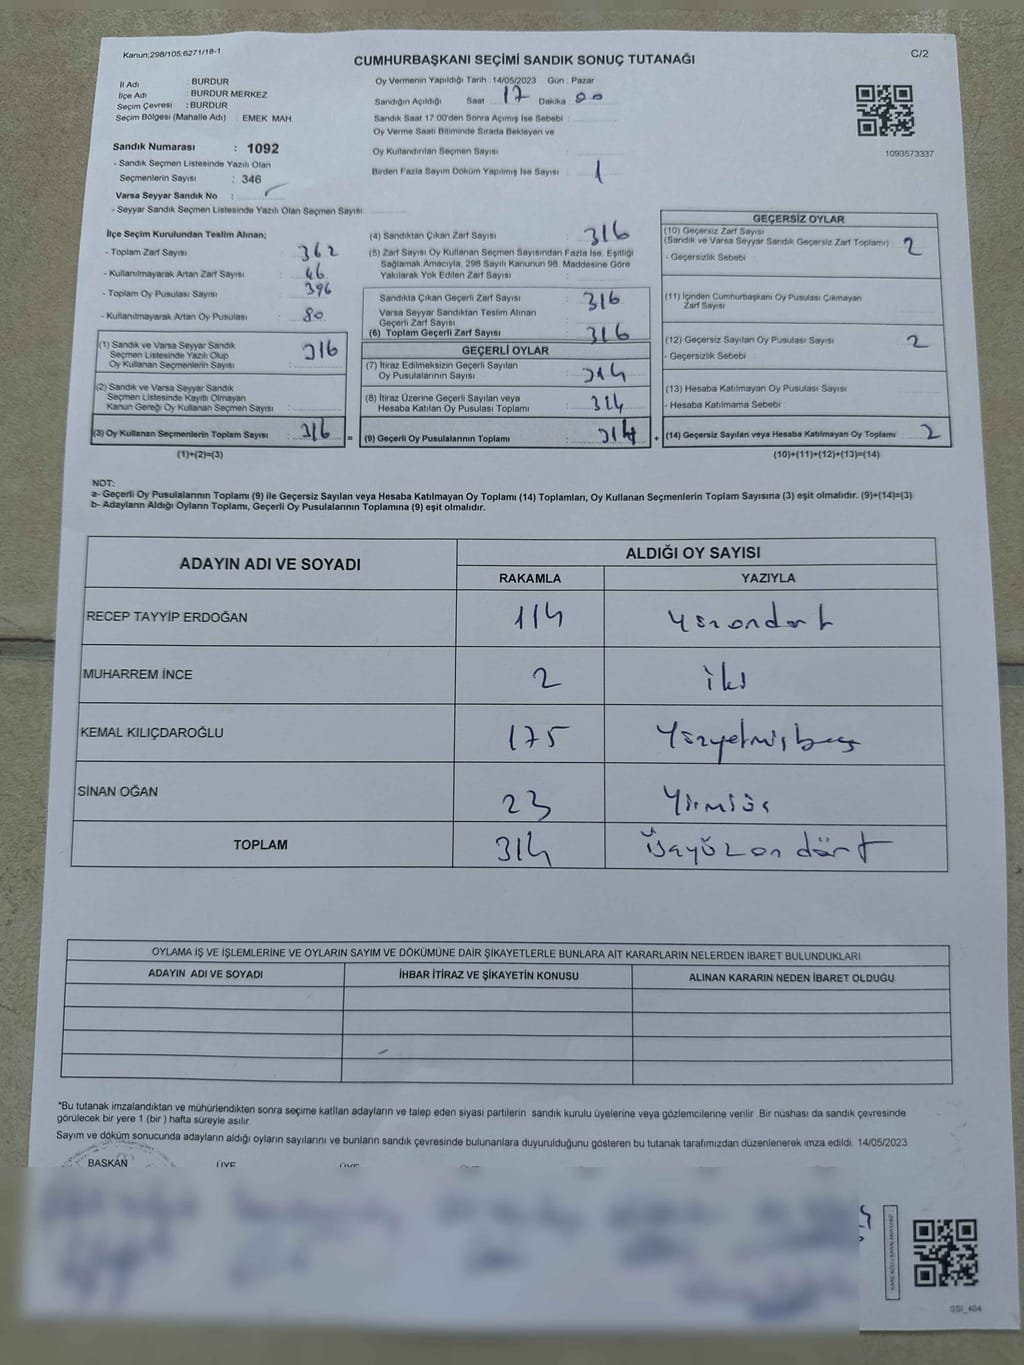 Kanun:298/105,6271/18-1
C/2
CUMHURBAŞKANI SEÇİMİ SANDIK SONUÇ TUTANAĞI
İl Adı : BURDUR
İlçe Adı : BURDUR MERKEZ
Seçim Çevresi : BURDUR
Seçim Bölgesi (Mahalle Adı) : EMEK MAH.
Sandık Numarası : 1092
- Sandık Seçmen Listesinde Yazılı Olan
Seçmenlerin Sayısı : 346
Varsa Seyyar Sandık No :
- Seyyar Sandık Seçmen Listesinde Yazılı Olan Seçmen Sayısı
Oy Vermenin Yapıldığı Tarih : 14/05/2023 Gün : Pazar
Sandığın Açıldığı Saat 17 Dakika 00
Sandık Saat 17:00'den Sonra Açımış İse Sebebi :
Oy Verme Saati Bitiminde Sırada Bekleyen ve
Oy Kullandırılan Seçmen Sayısı :
Birden Fazla Sayım Döküm Yapılmış İse Sayısı : 1
1093573337
İlçe Seçim Kurulundan Teslim Alınan;
- Toplam Zarf Sayısı : 362
- Kullanılmayarak Artan Zarf Sayısı : 46
- Toplam Oy Pusulası Sayısı : 396
- Kullanılmayarak Artan Oy Pusulası : 80
(1) Sandık ve Varsa Seyyar Sandık
Seçmen Listesinde Yazılı Olup
Oy Kullanan Seçmenlerin Sayısı : 316
(2) Sandık ve Varsa Seyyar Sandık
Seçmen Listesinde Kayıtlı Olmayan
Kanun Gereği Oy Kullanan Seçmen Sayısı :
(3) Oy Kullanan Seçmenlerin Toplam Sayısı : 316 =
(1)+(2)=(3)
(4) Sandıktan Çıkan Zarf Sayısı : 316
(5) Zarf Sayısı Oy Kullanan Seçmen Sayısından Fazla İse, Eşitliği
Sağlamak Amacıyla, 298 Sayılı Kanunun 98. Maddesine Göre
Yakılarak Yok Edilen Zarf Sayısı :
Sandıkta Çıkan Geçerli Zarf Sayısı : 316
Varsa Seyyar Sandıktan Teslim Alınan
Geçerli Zarf Sayısı :
(6) Toplam Geçerli Zarf Sayısı : 316
GEÇERLİ OYLAR
(7) İtiraz Edilmeksizin Geçerli Sayılan
Oy Pusulalarının Sayısı : 314
(8) İtiraz Üzerine Geçerli Sayılan veya
Hesaba Katılan Oy Pusulası Toplamı : 314
(9) Geçerli Oy Pusulalarının Toplamı : 314 +
GEÇERSİZ OYLAR
(10) Geçersiz Zarf Sayısı
(Sandık ve Varsa Seyyar Sandık Geçersiz Zarf Toplamı) : 2
- Geçersizlik Sebebi :
(11) İçinden Cumhurbaşkanı Oy Pusulası Çıkmayan
Zarf Sayısı :
(12) Geçersiz Sayılan Oy Pusulası Sayısı : 2
- Geçersizlik Sebebi :
(13) Hesaba Katılmayan Oy Pusulası Sayısı :
- Hesaba Katılmama Sebebi :
(14) Geçersiz Sayılan veya Hesaba Katılmayan Oy Toplamı : 2
(10)+(11)+(12)+(13)=(14)
NOT:
a- Geçerli Oy Pusulalarının Toplamı (9) ile Geçersiz Sayılan veya Hesaba Katılmayan Oy Toplamı (14) Toplamları, Oy Kullanan Seçmenlerin Toplam Sayısına (3) eşit olmalıdır. (9)+(14)=(3)
b- Adayların Aldığı Oyların Toplamı, Geçerli Oy Pusulalarının Toplamına (9) eşit olmalıdır.
ADAYIN ADI VE SOYADI
ALDIĞI OY SAYISI
RAKAMLA YAZIYLA
RECEP TAYYİP ERDOĞAN 114 Yüzondört
MUHARREM İNCE 2 iki
KEMAL KILIÇDAROĞLU 175 Yüzyetmişbeş
SİNAN OĞAN 23 Yirmiüç
TOPLAM 314 Üçyüzondört
OYLAMA İŞ VE İŞLEMLERİNE VE OYLARIN SAYIM VE DÖKÜMÜNE DAİR ŞİKAYETLERLE BUNLARA AİT KARARLARIN NELERDEN İBARET BULUNDUKLARI
ADAYIN ADI VE SOYADI İHBAR İTİRAZ VE ŞİKAYETİN KONUSU ALINAN KARARIN NEDEN İBARET OLDUĞU
*Bu tutanak imzalandıktan ve mühürlendikten sonra seçime katılan adayların ve talep eden siyasi partilerin sandık kurulu üyelerine veya gözlemcilerine verilir. Bir nüshası da sandık çevresinde
görülecek bir yere 1 (bir) hafta süreyle asılır.
Sayım ve döküm sonucunda adayların aldığı oyların sayılarını ve bunların sandık çevresinde bulunanlara duyurulduğunu gösteren bu tutanak tarafımızdan düzenlenerek imza edildi. 14/05/2023
BAŞKAN ÜYE ÜYE
SSI_404